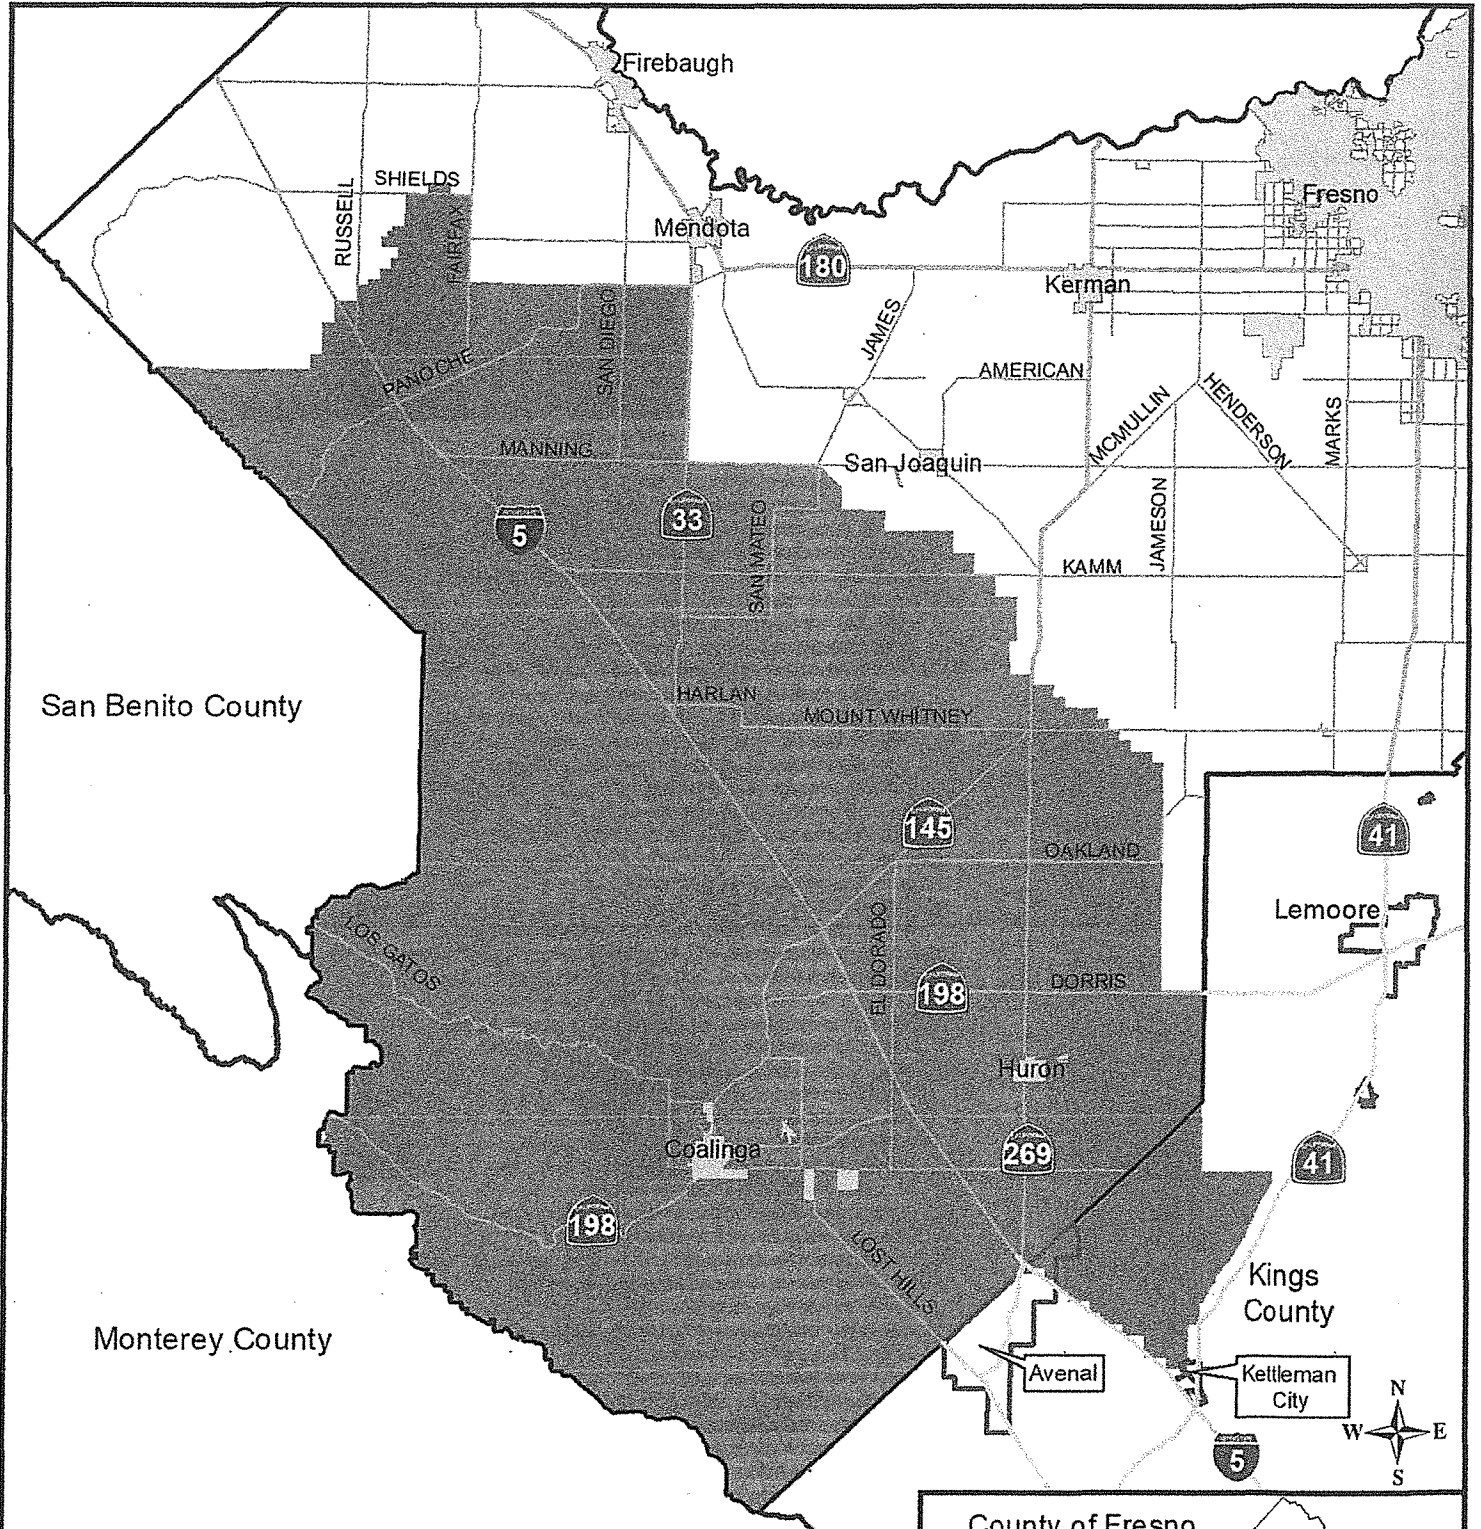 Firebaugh
SHIELDS
RUSSELL
FAIRFAX
Mendota
Fresno
180
Kerman
JAMES
SAN DIEGO
PANOCHE
AMERICAN
MCMULLIN
HENDERSON
MARKS
MANNING
San Joaquin
5
33
SAN MATEO
JAMESON
KAMM
San Benito County
HARLAN
MOUNT WHITNEY
145
41
OAKLAND
Lemoore
LOS GATOS
EL DORADO
198
DORRIS
Huron
Coalinga
269
41
198
LOST HILLS
Kings
County
Monterey County
Avenal
Kettleman
City
N
W
E
S
5
County of Fresno